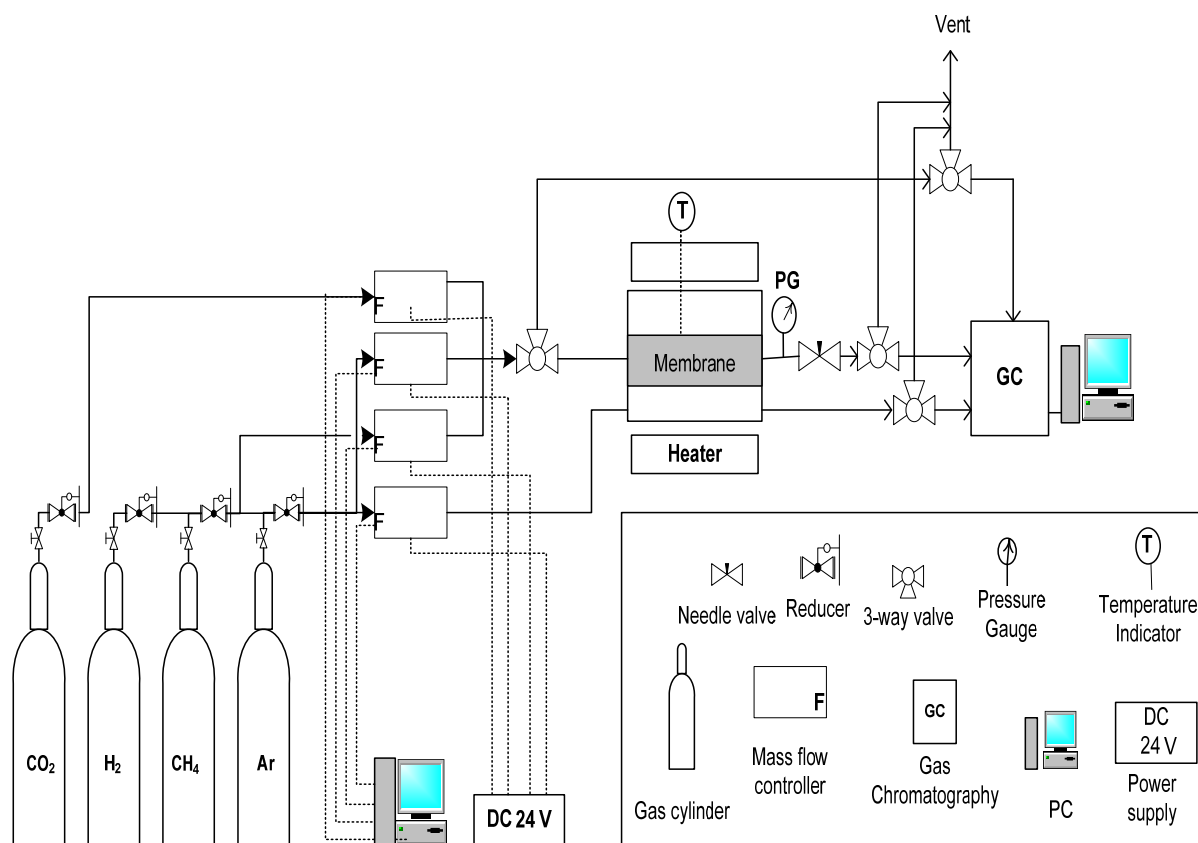 Vent
T
PG
F
F
F
F
Membrane
GC
Heater
CO2
H2
CH4
Ar
DC 24 V
Needle valve
Reducer
3-way valve
Pressure
Gauge
T
Temperature
Indicator
Gas cylinder
F
Mass flow
controller
GC
Gas
Chromatography
PC
DC
24 V
Power
supply